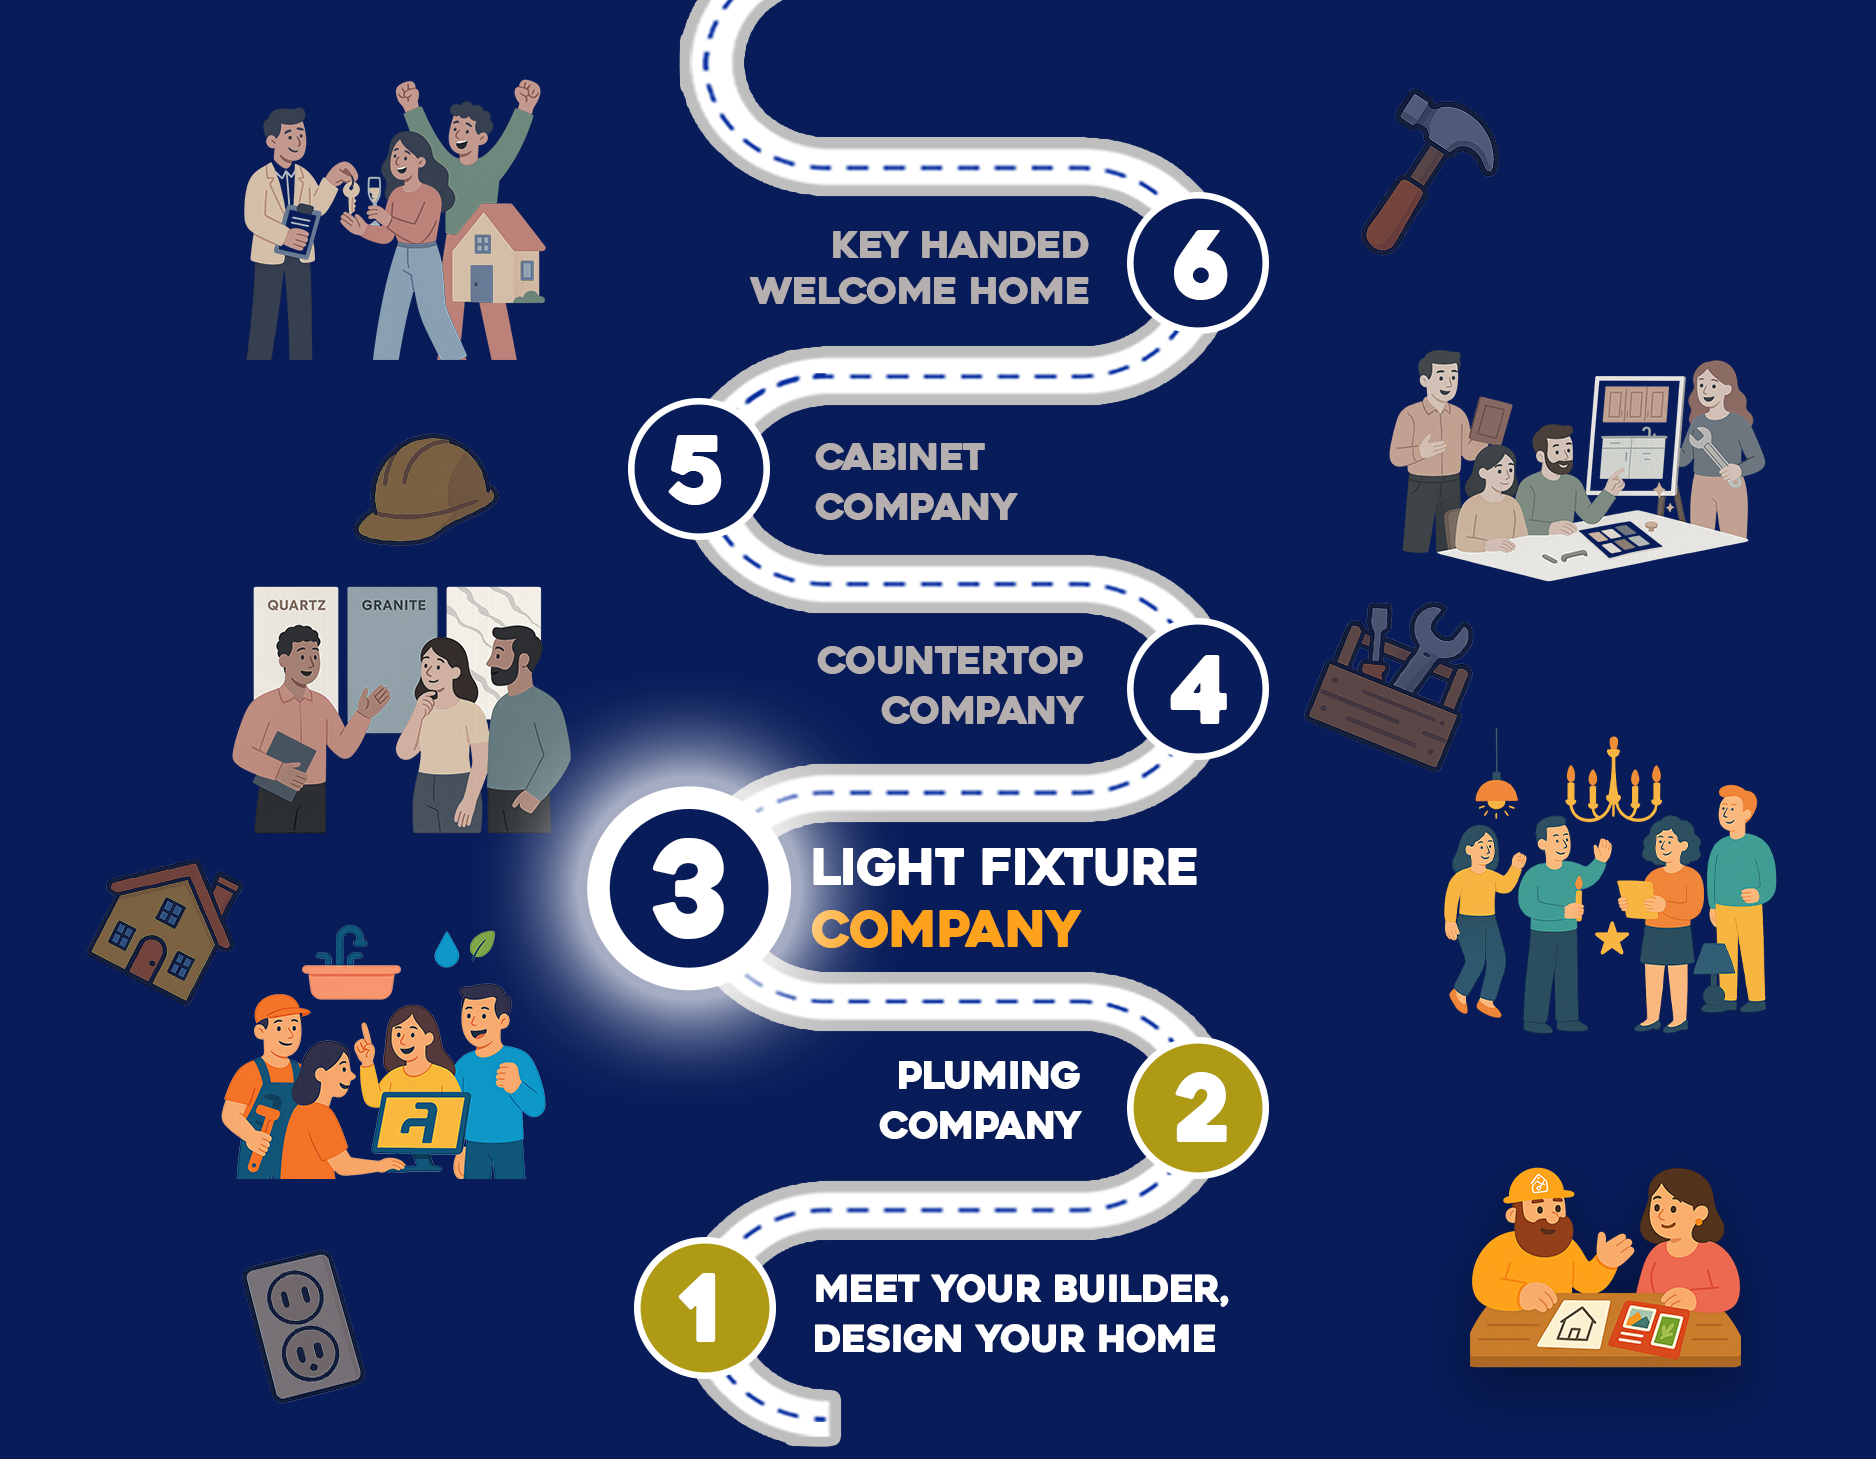 6
KEY HANDED
WELCOME HOME
5
CABINET
COMPANY
QUARTZ GRANITE
4
COUNTERTOP
COMPANY
3
LIGHT FIXTURE
COMPANY
2
PLUMING
COMPANY
a
1
MEET YOUR BUILDER,
DESIGN YOUR HOME